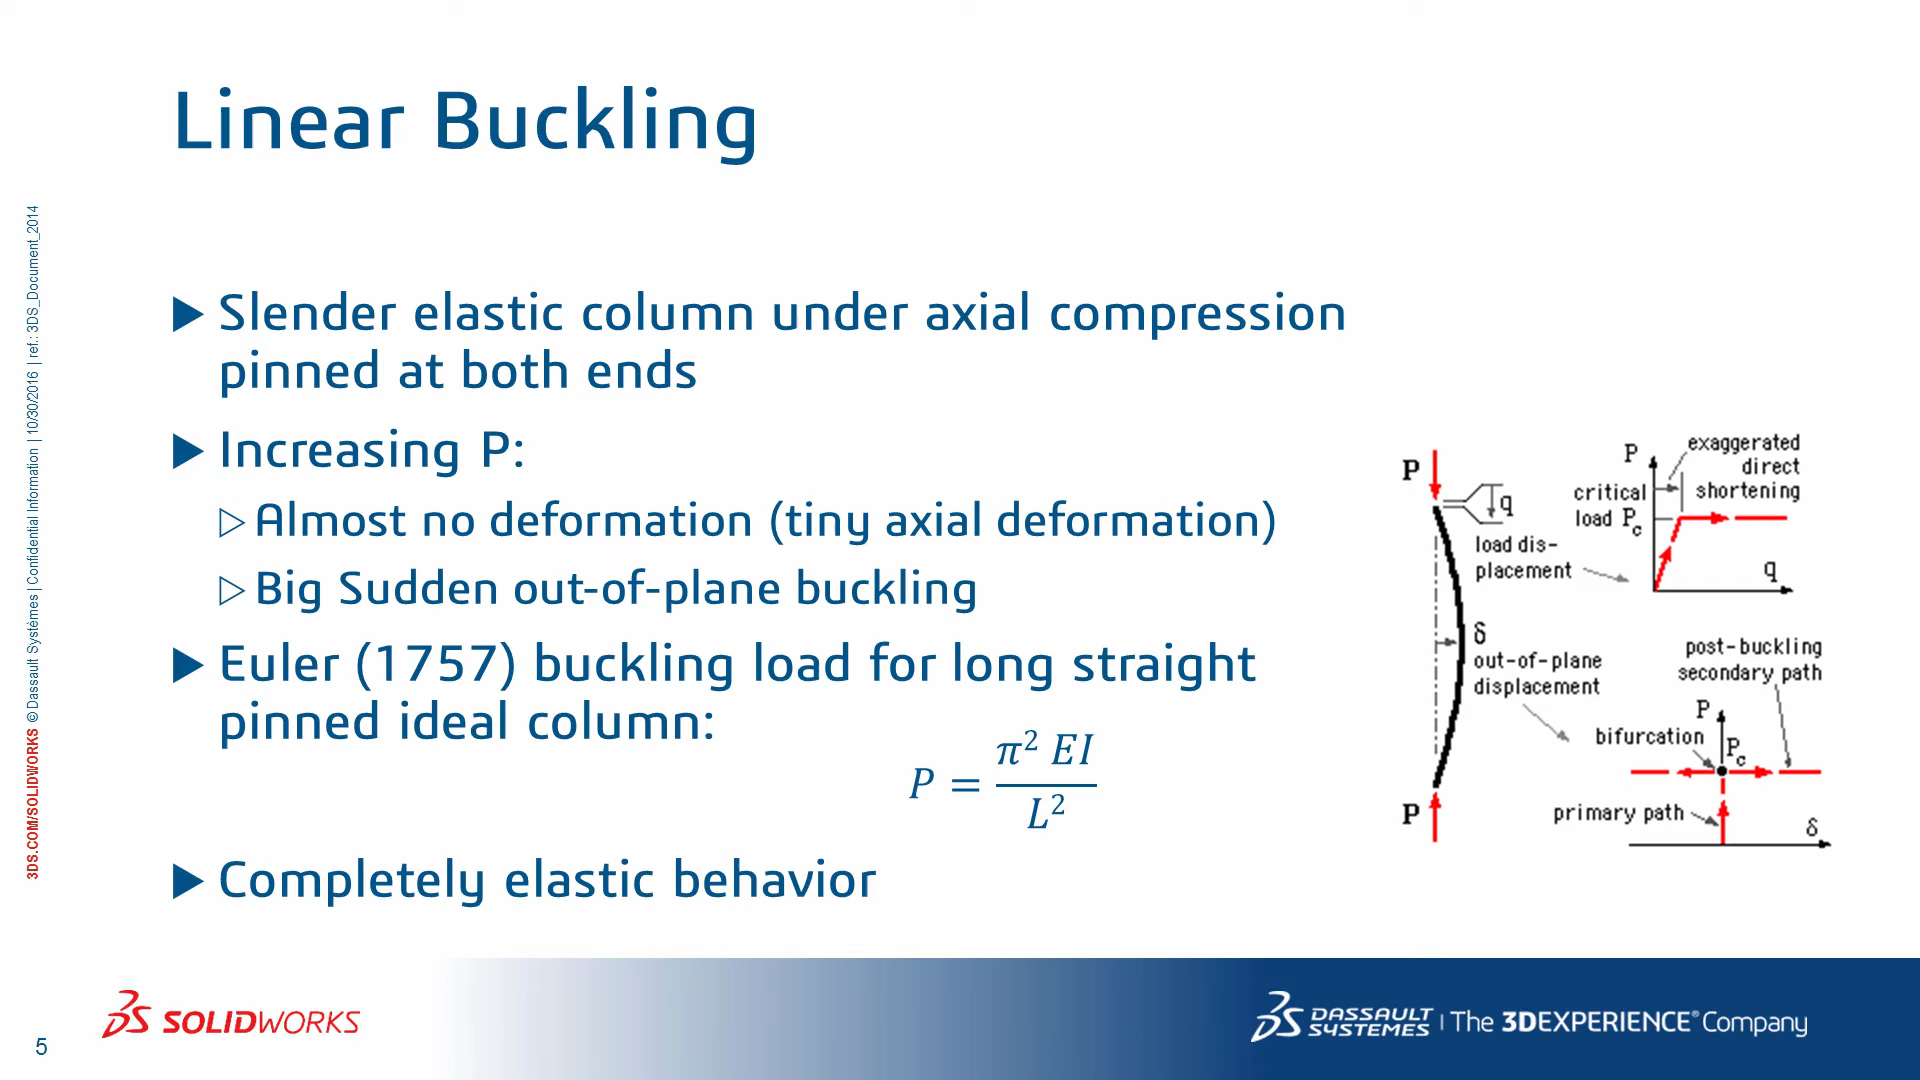 Linear Buckling
3DS.COM/SOLIDWORKS © Dassault Systèmes | Confidential Information | 10/30/2016 | ref.: 3DS_Document_2014
Slender elastic column under axial compression
pinned at both ends
Increasing P:
Almost no deformation (tiny axial deformation)
Big Sudden out-of-plane buckling
Euler (1757) buckling load for long straight
pinned ideal column:
P = π² EI / L²
Completely elastic behavior
P
q
load dis-
placement
δ
out-of-plane
displacement
P
P
exaggerated
direct
shortening
critical
load Pc
q
post-buckling
secondary path
P
bifurcation
Pc
primary path
δ
5
3DS SOLIDWORKS
3DS DASSAULT SYSTEMES | The 3DEXPERIENCE® Company